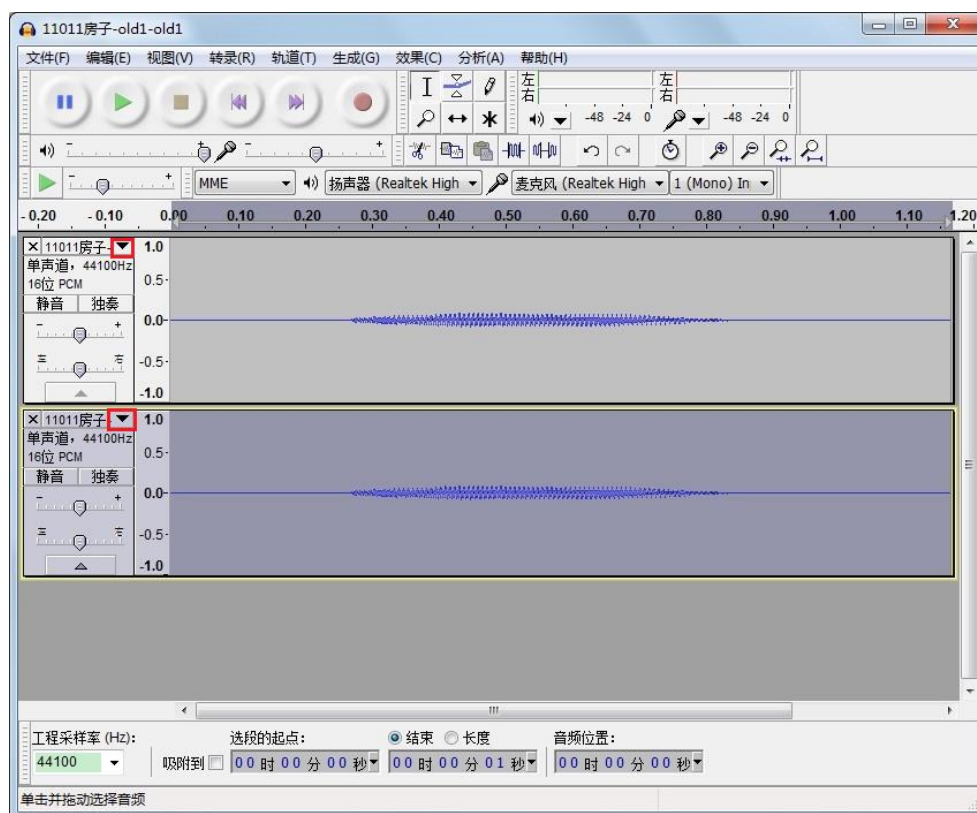 11011房子-old1-old1
文件(F) 编辑(E) 视图(V) 转录(R) 轨道(T) 生成(G) 效果(C) 分析(A) 帮助(H)
左 左
右 右
-48 -24 0 -48 -24 0
- + - +
- + MME 扬声器 (Realtek High 麦克风 (Realtek High 1 (Mono) In
- 0.20 - 0.10 0.00 0.10 0.20 0.30 0.40 0.50 0.60 0.70 0.80 0.90 1.00 1.10 1.20
× 11011房子- 1.0
单声道, 44100Hz
16位 PCM 0.5
静音 独奏
- + 0.0
左 右 -0.5
-1.0
× 11011房子- 1.0
单声道, 44100Hz
16位 PCM 0.5
静音 独奏
- + 0.0
左 右 -0.5
-1.0
工程采样率 (Hz): 选段的起点: 结束 长度 音频位置:
44100 吸附到 00 时 00 分 00 秒 00 时 00 分 01 秒 00 时 00 分 00 秒
单击并拖动选择音频